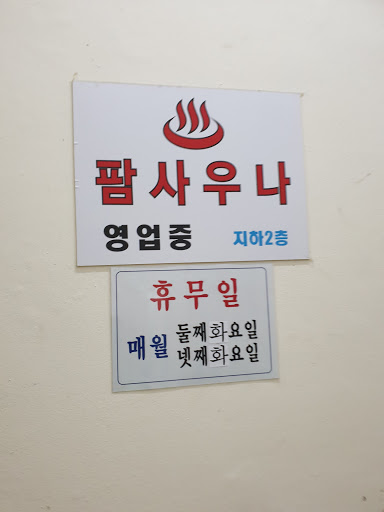 팜사우나
영업중 지하2층
휴무일
매월 둘째화요일
넷째화요일